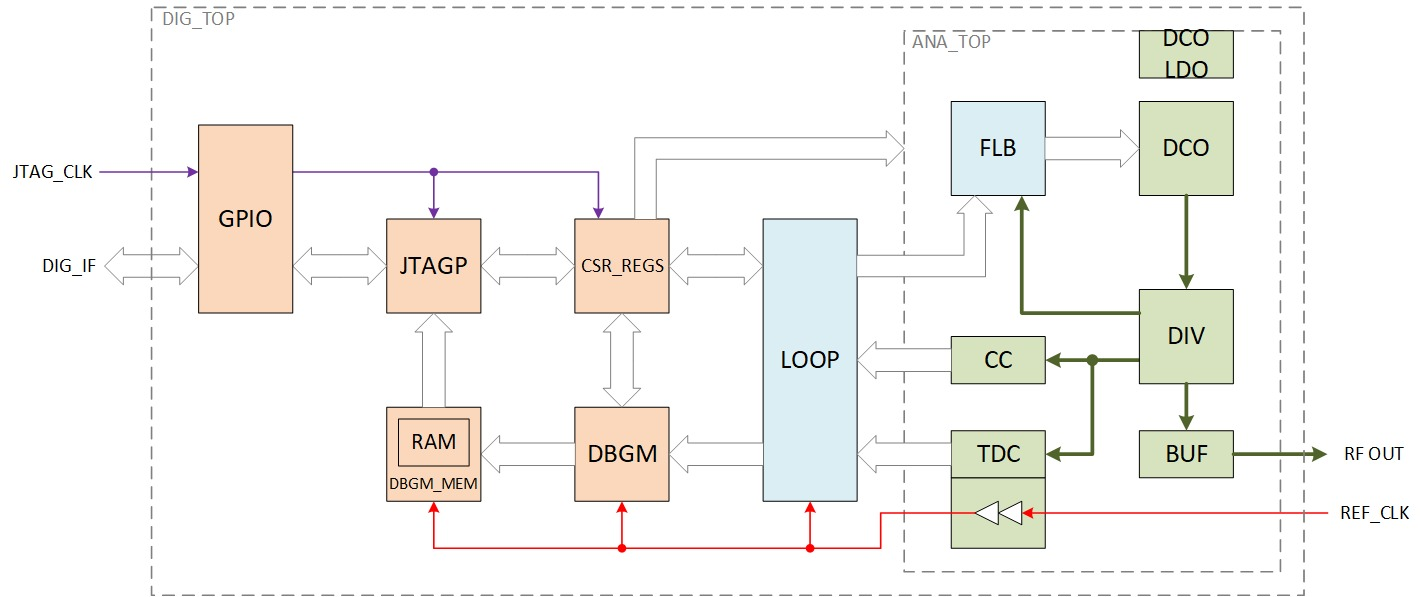 DIG_TOP
ANA_TOP
DCO
LDO
FLB
DCO
JTAG_CLK
GPIO
DIG_IF
JTAGP
CSR_REGS
LOOP
CC
DIV
RAM
DBGM_MEM
DBGM
TDC
BUF
RF OUT
REF_CLK